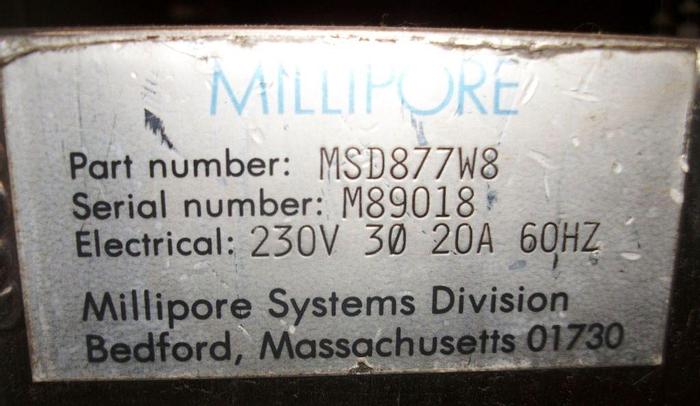 MILLIPORE
Part number: MSD877W8
Serial number: M89018
Electrical: 230V 3Ø 20A 60HZ
Millipore Systems Division
Bedford, Massachusetts 01730